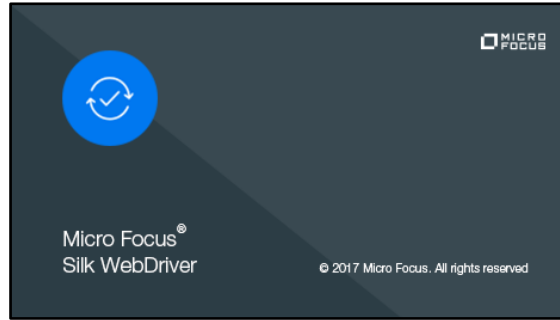 MICRO
FOCUS
Micro Focus®
Silk WebDriver
© 2017 Micro Focus. All rights reserved